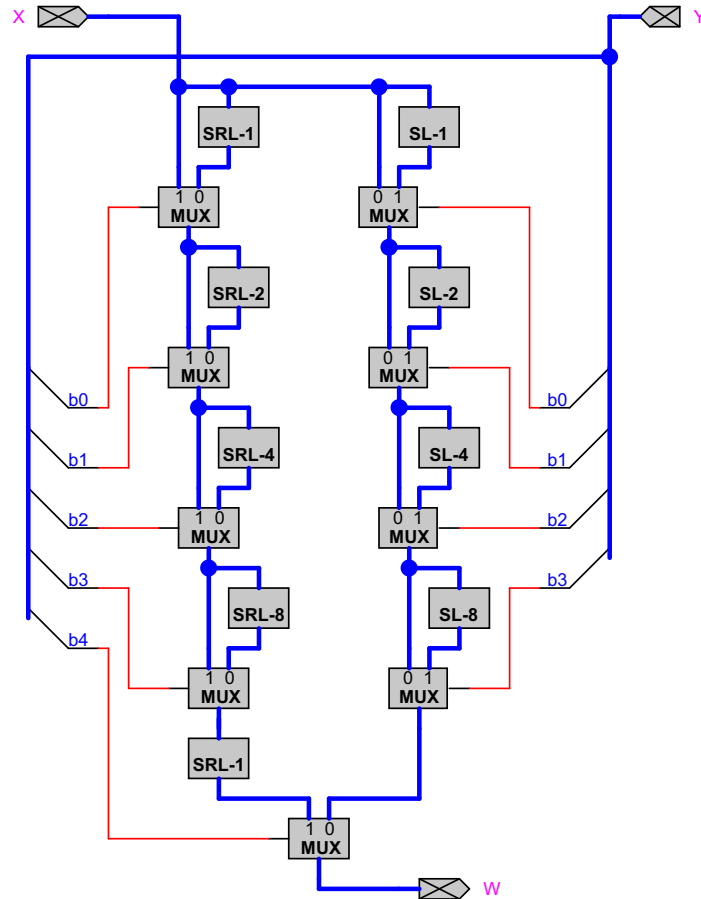 X Y
SRL-1 SL-1
1 0 0 1
MUX MUX
SRL-2 SL-2
1 0 0 1
MUX MUX
b0 b0
SRL-4 SL-4
b1 b1
1 0 0 1
b2 b2
MUX MUX
b3 b3
SRL-8 SL-8
b4
1 0 0 1
MUX MUX
SRL-1
1 0
MUX
W